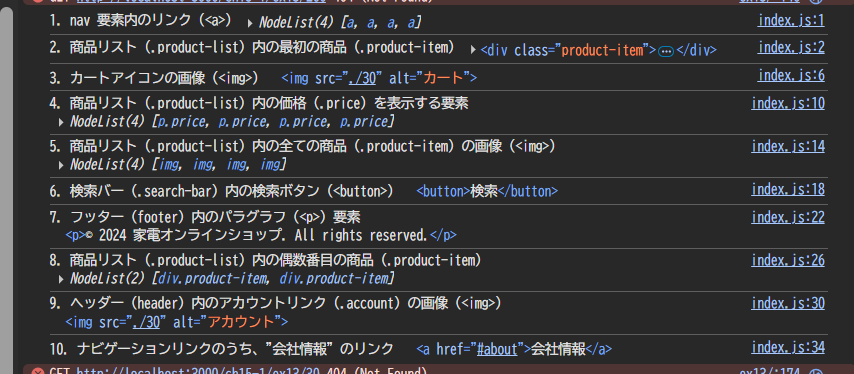 1. nav 要素内のリンク（<a>） ▶ NodeList(4) [a, a, a, a] index.js:1
2. 商品リスト（.product-list）内の最初の商品（.product-item） ▶ <div class="product-item">…</div> index.js:2
3. カートアイコンの画像（<img>） <img src="./30" alt="カート"> index.js:6
4. 商品リスト（.product-list）内の価格（.price）を表示する要素 index.js:10
▶ NodeList(4) [p.price, p.price, p.price, p.price]
5. 商品リスト（.product-list）内の全ての商品（.product-item）の画像（<img>） index.js:14
▶ NodeList(4) [img, img, img, img]
6. 検索バー（.search-bar）内の検索ボタン（<button>） <button>検索</button> index.js:18
7. フッター（footer）内のパラグラフ（<p>）要素 index.js:22
<p>© 2024 家電オンラインショップ. All rights reserved.</p>
8. 商品リスト（.product-list）内の偶数番目の商品（.product-item） index.js:26
▶ NodeList(2) [div.product-item, div.product-item]
9. ヘッダー（header）内のアカウントリンク（.account）の画像（<img>） index.js:30
<img src="./30" alt="アカウント">
10. ナビゲーションリンクのうち、"会社情報" のリンク <a href="#about">会社情報</a> index.js:34
GET http://localhost:3000/ch15-1/ex13/30 404 (Not Found) ex13/:174